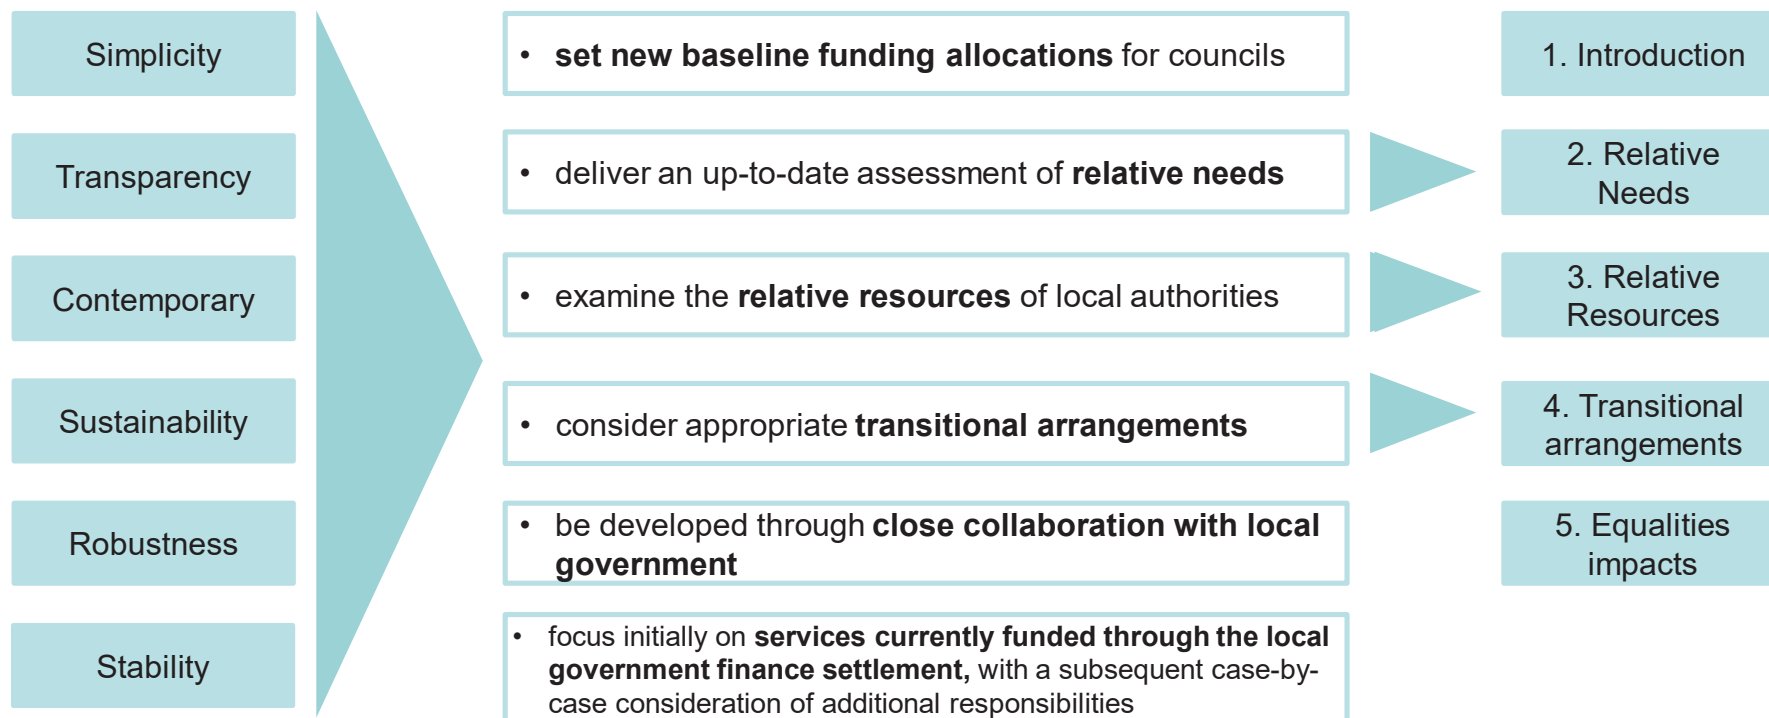 Simplicity
Transparency
Contemporary
Sustainability
Robustness
Stability
• set new baseline funding allocations for councils
• deliver an up-to-date assessment of relative needs
• examine the relative resources of local authorities
• consider appropriate transitional arrangements
• be developed through close collaboration with local
government
• focus initially on services currently funded through the local
government finance settlement, with a subsequent case-by-
case consideration of additional responsibilities
1. Introduction
2. Relative
Needs
3. Relative
Resources
4. Transitional
arrangements
5. Equalities
impacts